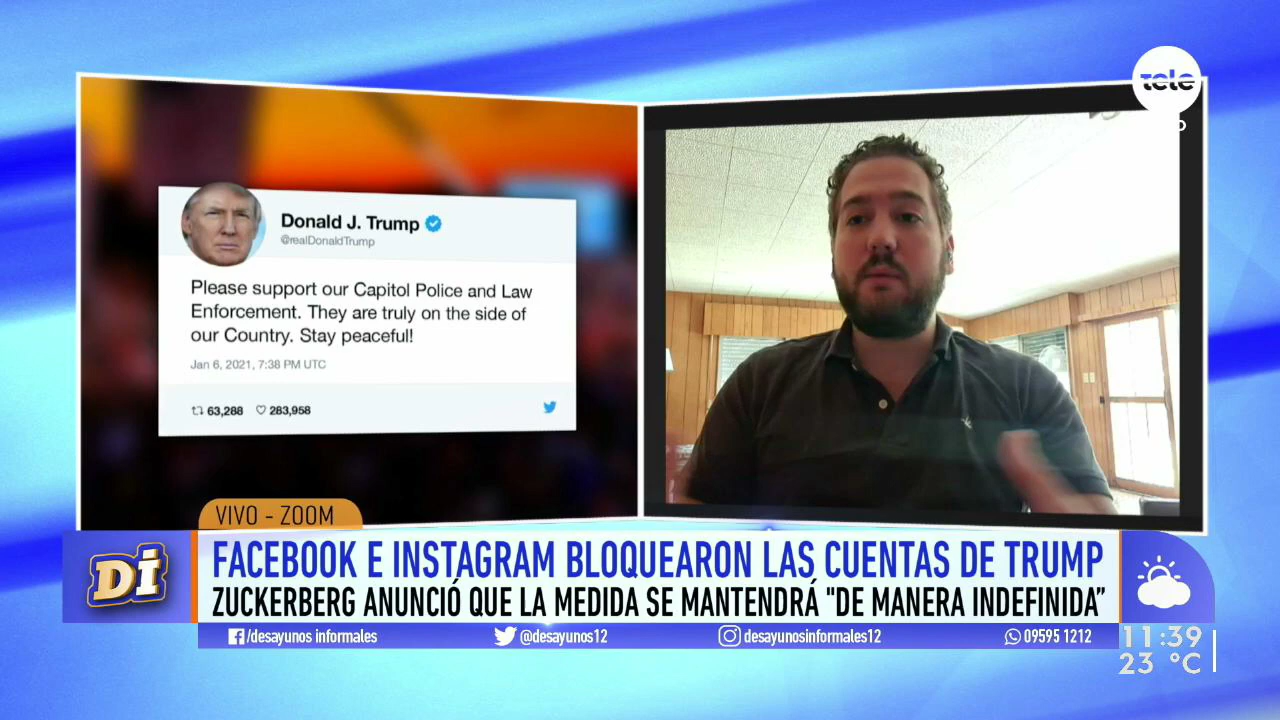 tele
Donald J. Trump
@realDonaldTrump
Please support our Capitol Police and Law
Enforcement. They are truly on the side of
our Country. Stay peaceful!
Jan 6, 2021, 7:38 PM UTC
63,288 283,958
VIVO - ZOOM
Di
FACEBOOK E INSTAGRAM BLOQUEARON LAS CUENTAS DE TRUMP
ZUCKERBERG ANUNCIÓ QUE LA MEDIDA SE MANTENDRÁ "DE MANERA INDEFINIDA”
/desayunos informales @desayunos12 desayunosinformales12 09595 1212
11:39
23 °C